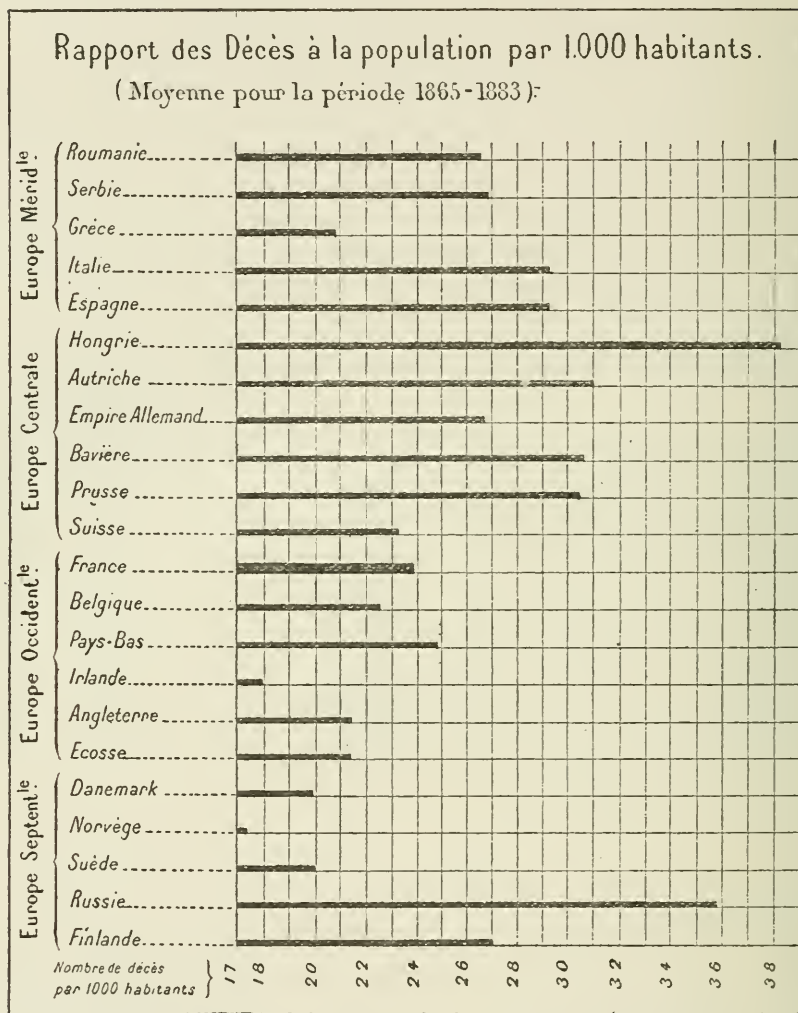 Rapport des Décès à la population par 1.000 habitants.
(Moyenne pour la période 1865-1883):
Europe Mérid.le
Roumanie
Serbie
Grèce
Italie
Espagne
Europe Centrale
Hongrie
Autriche
Empire Allemand
Bavière
Prusse
Suisse
Europe Occident.le
France
Belgique
Pays-Bas
Irlande
Angleterre
Ecosse
Europe Septent.le
Danemark
Norvège
Suède
Russie
Finlande
Nombre de décès
par 1000 habitants
17 18 20 22 24 26 28 30 32 34 36 38